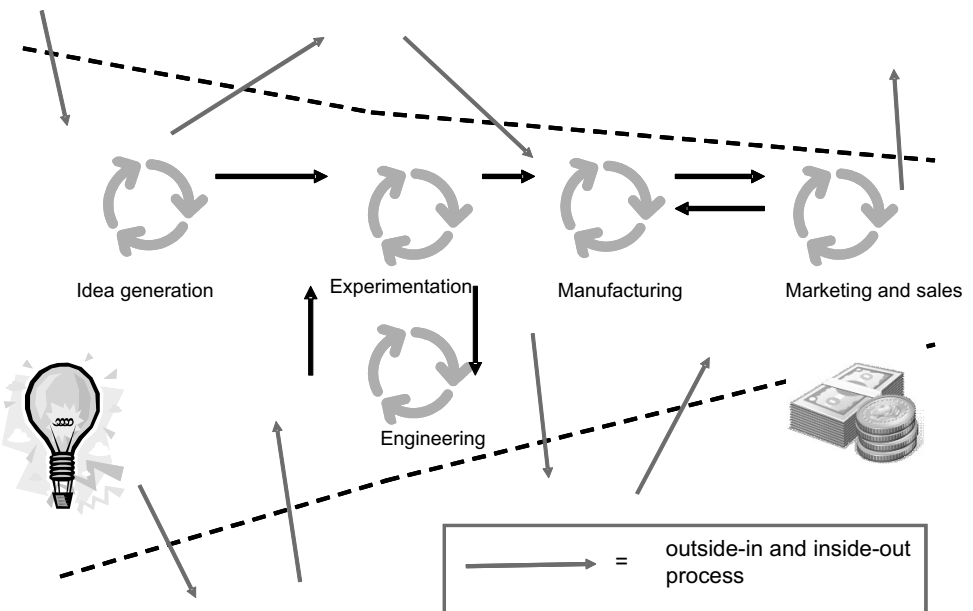 Idea generation
Experimentation
Manufacturing
Marketing and sales
Engineering
= outside-in and inside-out
process